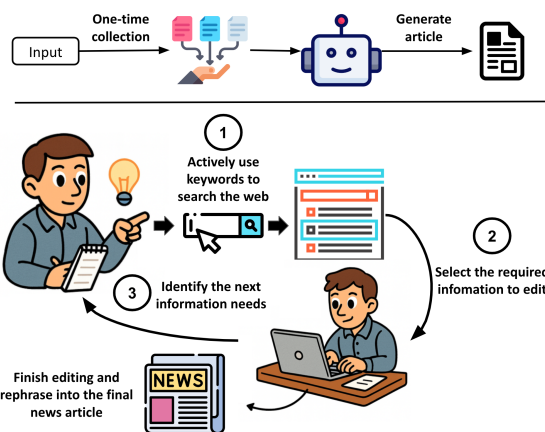 One-time
collection
Generate
article
Input
1
Actively use
keywords to
search the web
2
Select the required
infomation to edit
3
Identify the next
information needs
NEWS
Finish editing and
rephrase into the final
news article